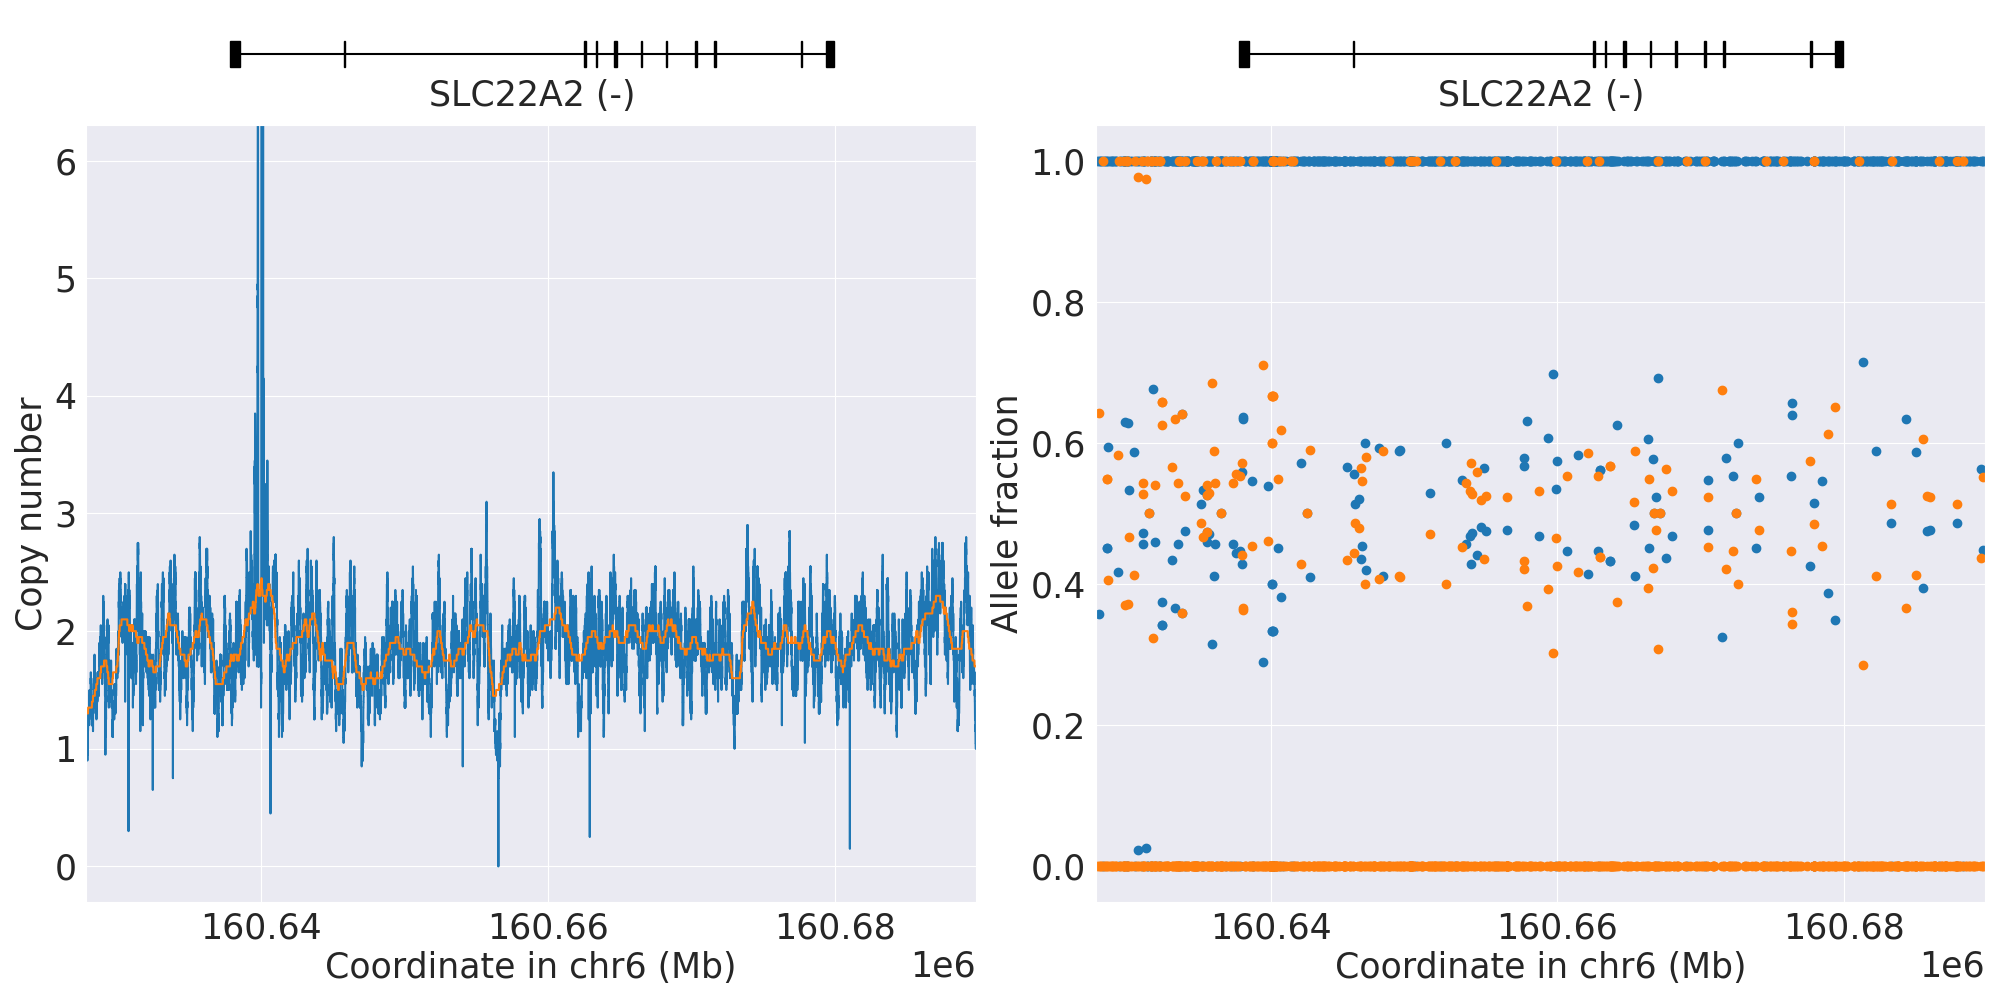 SLC22A2 (-)
6
5
4
3
2
1
0
Copy number
160.64
160.66
160.68
Coordinate in chr6 (Mb)
1e6
SLC22A2 (-)
1.0
0.8
0.6
0.4
0.2
0.0
Allele fraction
160.64
160.66
160.68
Coordinate in chr6 (Mb)
1e6